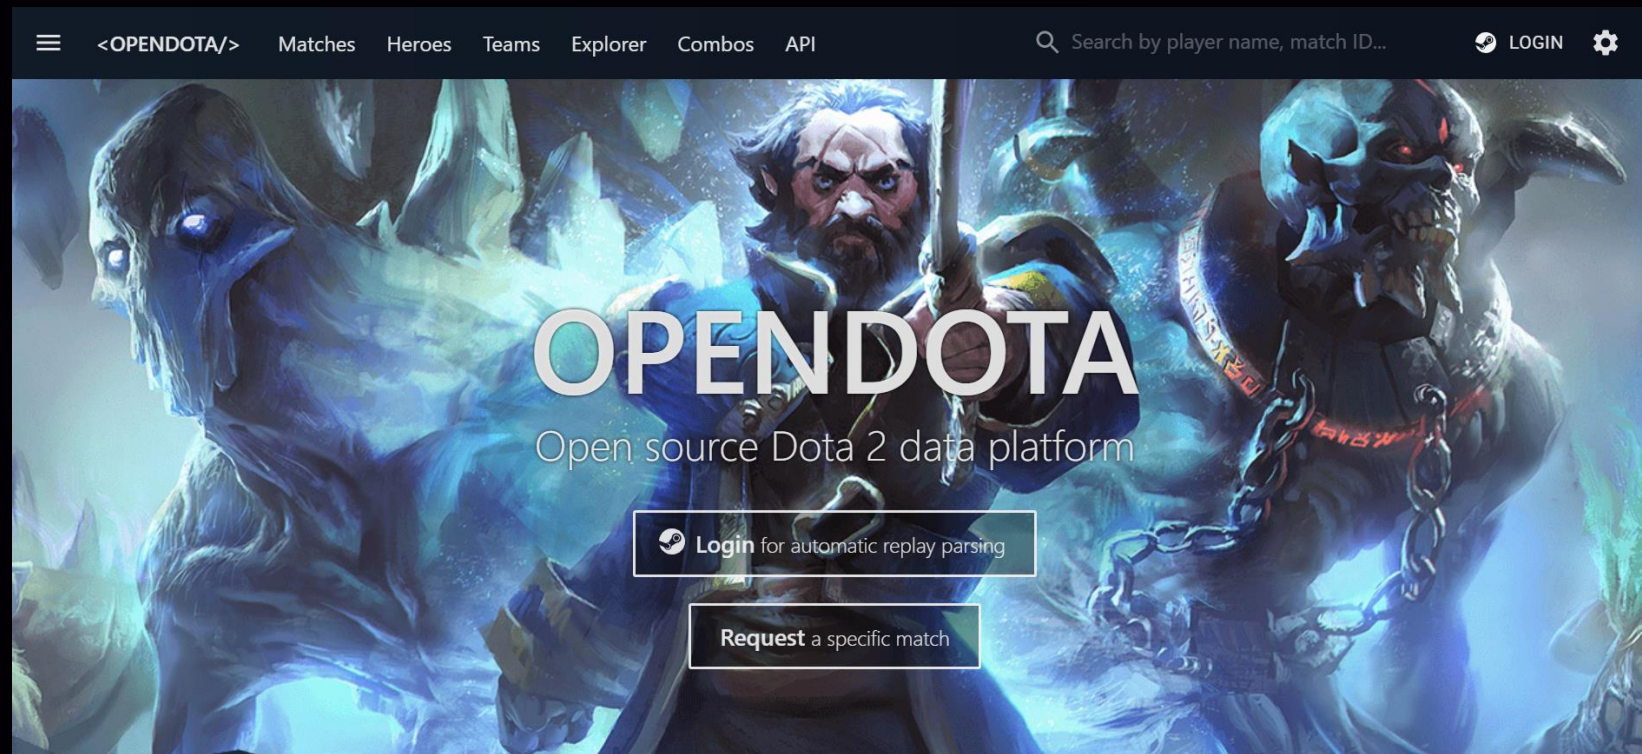 <OPENDOTA/> Matches Heroes Teams Explorer Combos API Search by player name, match ID... LOGIN
OPENDOTA
Open source Dota 2 data platform
Login for automatic replay parsing
Request a specific match